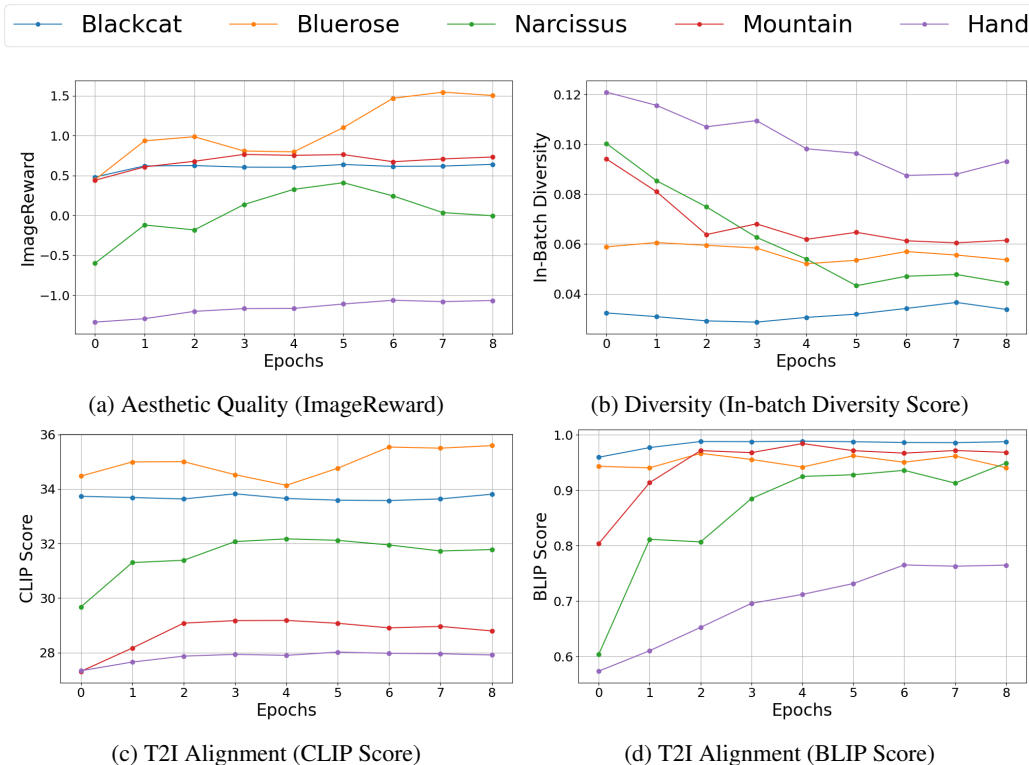 Blackcat Bluerose Narcissus Mountain Hand
1.5
1.0
0.5
0.0
−0.5
−1.0
ImageReward
0 1 2 3 4 5 6 7 8
Epochs
(a) Aesthetic Quality (ImageReward)
0.12
0.10
0.08
0.06
0.04
In-Batch Diversity
0 1 2 3 4 5 6 7 8
Epochs
(b) Diversity (In-batch Diversity Score)
36
34
32
30
28
CLIP Score
0 1 2 3 4 5 6 7 8
Epochs
(c) T2I Alignment (CLIP Score)
1.0
0.9
0.8
0.7
0.6
BLIP Score
0 1 2 3 4 5 6 7 8
Epochs
(d) T2I Alignment (BLIP Score)